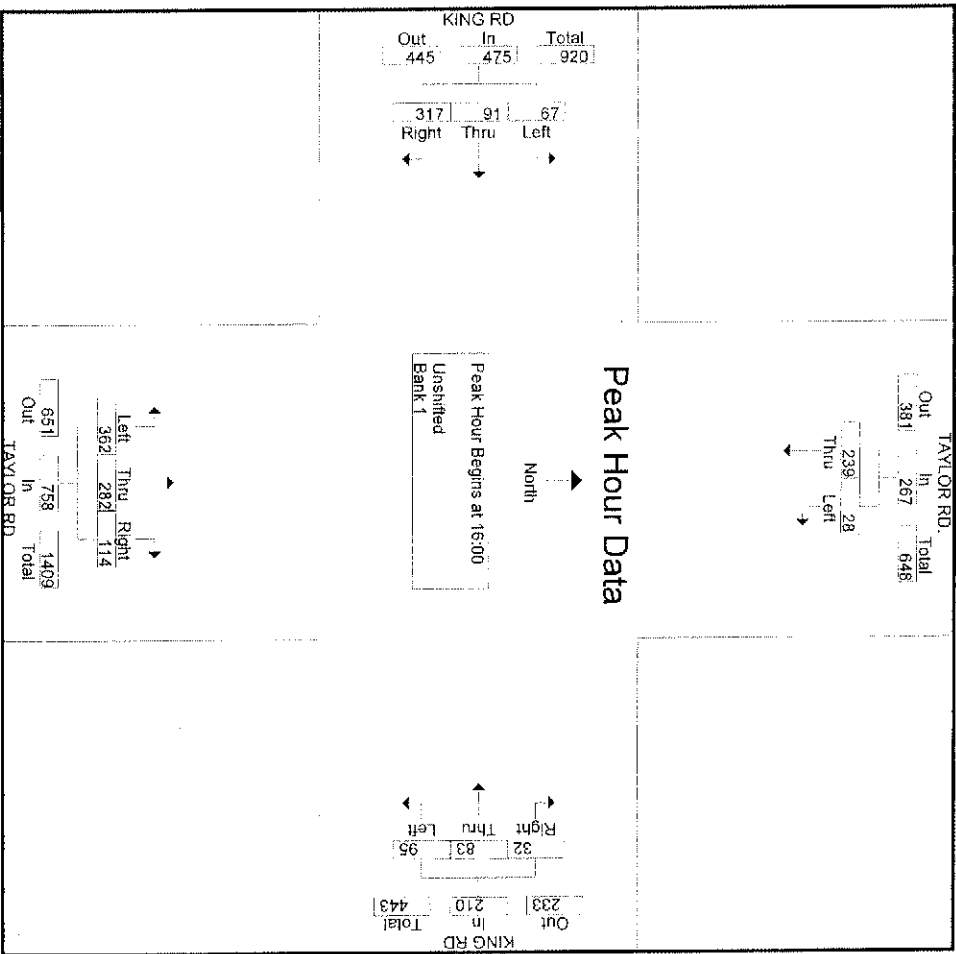 KING RD
Out In Total
445 475 920
317 91 67
Right Thru Left
TAYLOR RD.
Out In Total
381 267 648
239 28
Thru Left
Peak Hour Data
North
Peak Hour Begins at 16:00
Unshifted
Bank 1
Left Thru Right
362 282 114
651 758 1409
Out In Total
TAYLOR RD
Right Thru Left
32 83 95
233 210 443
Out In Total
KING RD